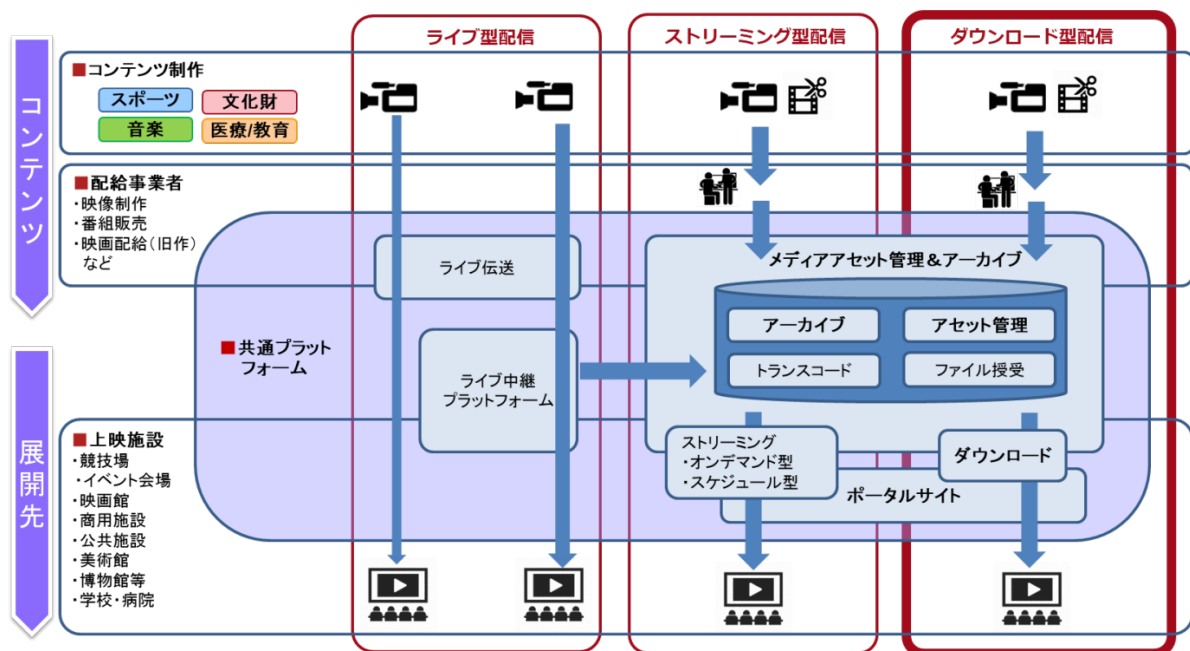 ライブ型配信
ストリーミング型配信
ダウンロード型配信
コンテンツ
■コンテンツ制作
スポーツ
文化財
音楽
医療/教育
■配給事業者
・映像制作
・番組販売
・映画配給(旧作)
など
ライブ伝送
メディアアセット管理&アーカイブ
アーカイブ
アセット管理
トランスコード
ファイル授受
■共通プラット
フォーム
ライブ中継
プラットフォーム
展開先
■上映施設
・競技場
・イベント会場
・映画館
・商用施設
・公共施設
・美術館
・博物館等
・学校・病院
ストリーミング
・オンデマンド型
・スケジュール型
ダウンロード
ポータルサイト